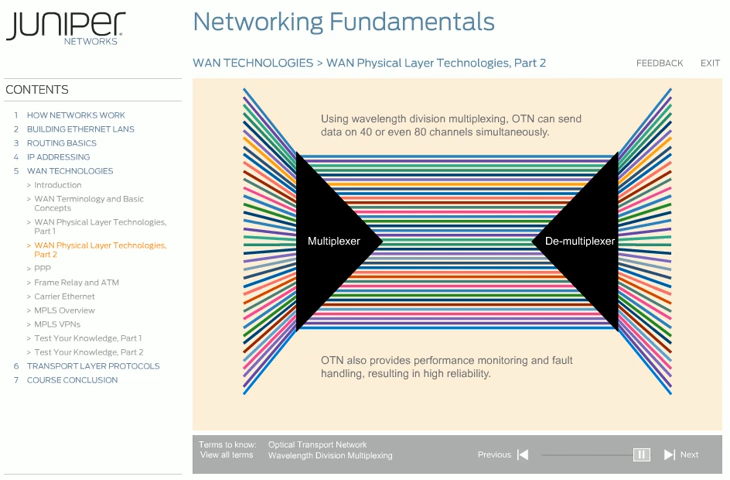 JUNIPER
NETWORKS
Networking Fundamentals
WAN TECHNOLOGIES > WAN Physical Layer Technologies, Part 2
FEEDBACK EXIT
CONTENTS
1 HOW NETWORKS WORK
2 BUILDING ETHERNET LANS
3 ROUTING BASICS
4 IP ADDRESSING
5 WAN TECHNOLOGIES
> Introduction
> WAN Terminology and Basic
Concepts
> WAN Physical Layer Technologies,
Part 1
> WAN Physical Layer Technologies,
Part 2
> PPP
> Frame Relay and ATM
> Carrier Ethernet
> MPLS Overview
> MPLS VPNs
> Test Your Knowledge, Part 1
> Test Your Knowledge, Part 2
6 TRANSPORT LAYER PROTOCOLS
7 COURSE CONCLUSION
Using wavelength division multiplexing, OTN can send
data on 40 or even 80 channels simultaneously.
Multiplexer
De-multiplexer
OTN also provides performance monitoring and fault
handling, resulting in high reliability.
Terms to know: Optical Transport Network
View all terms Wavelength Division Multiplexing
Previous
Next